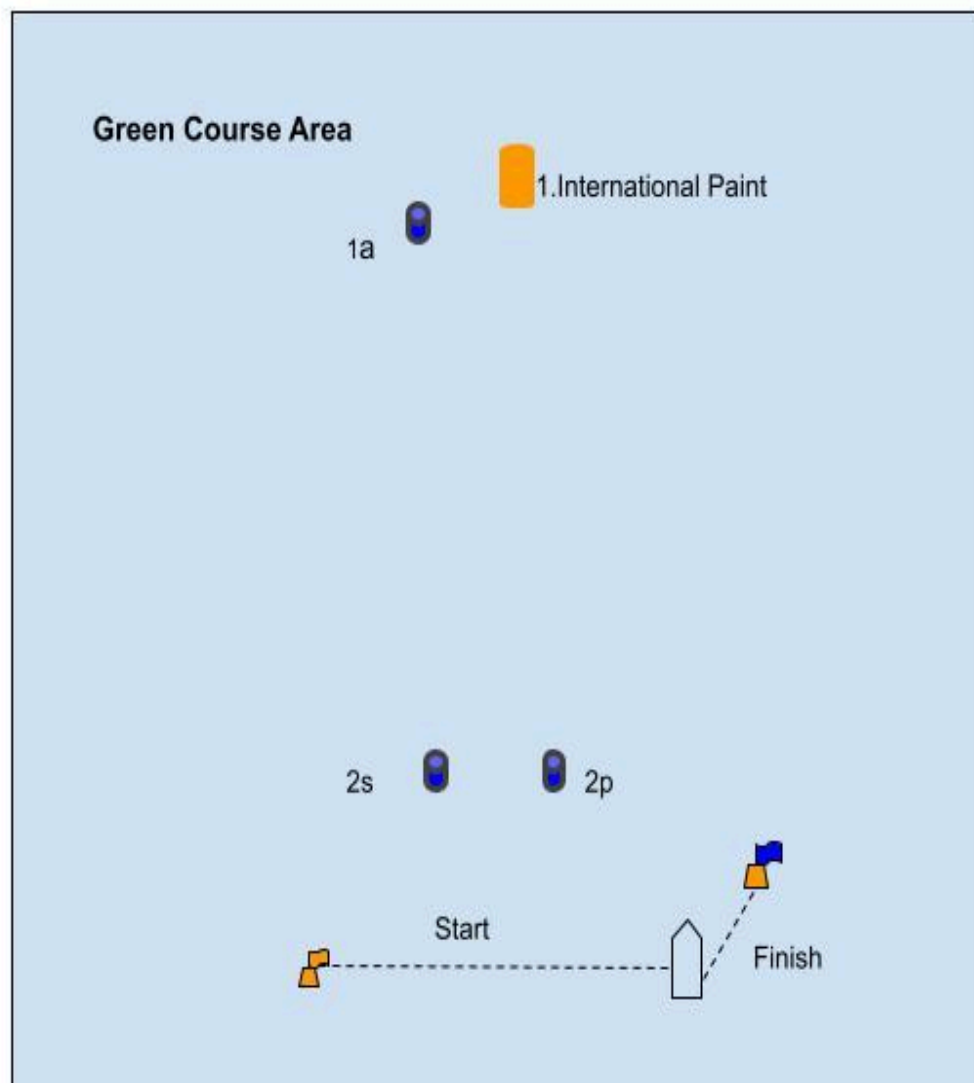 Green Course Area
1.International Paint
1a
2s
2p
Start
Finish